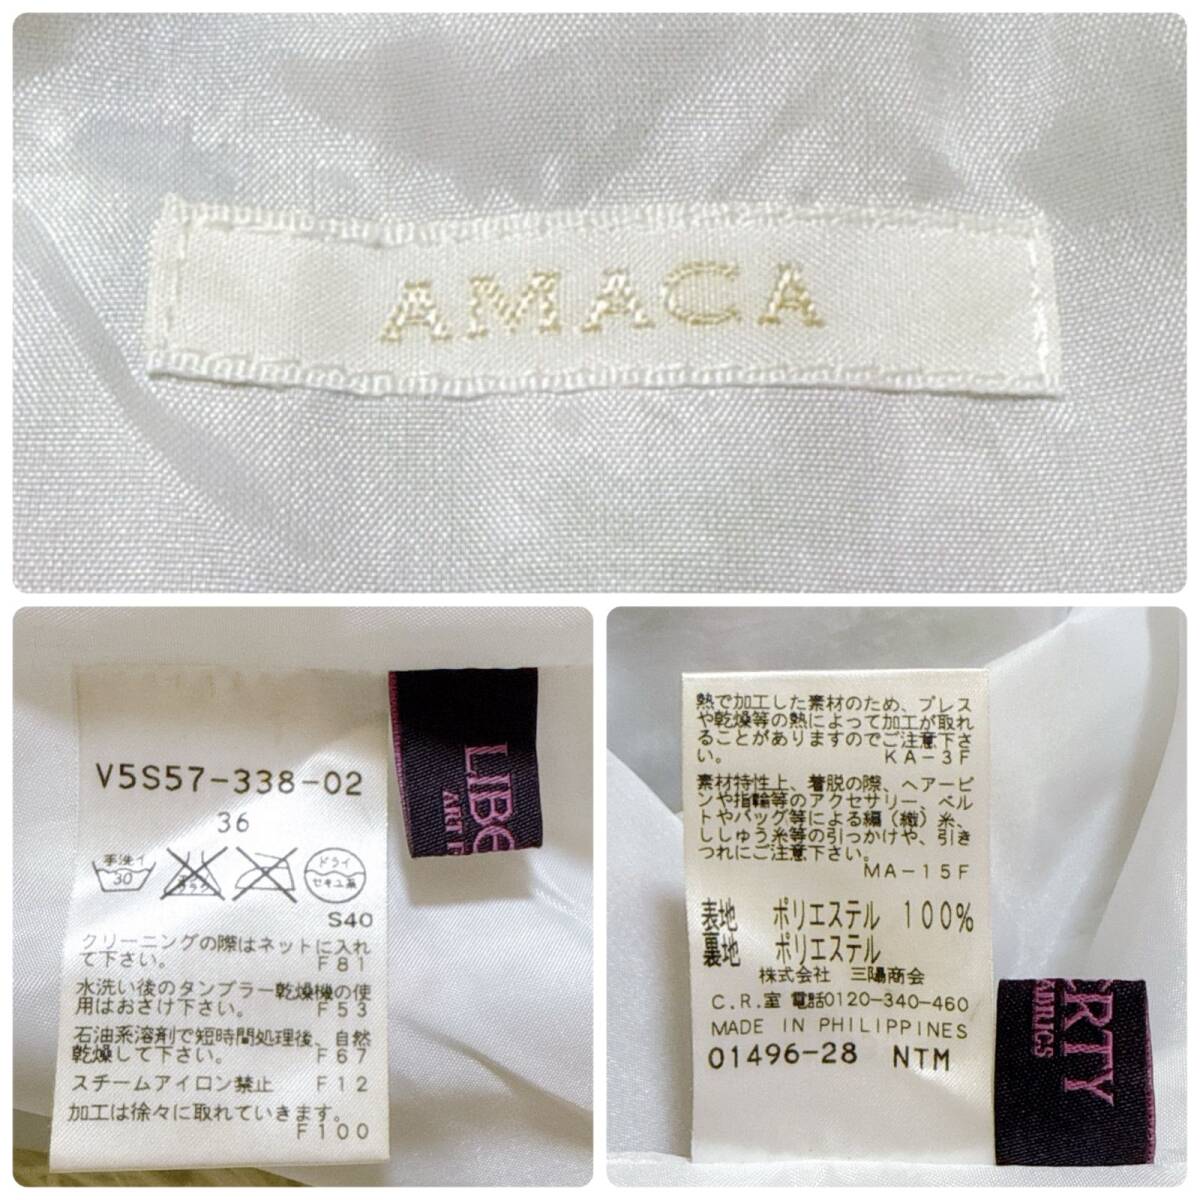 AMACA
V5S57-338-02
36
手洗イ
30
エンソ
サラシ
ドライ
セキユ系
S40
クリーニングの際はネットに入れ
て下さい。 F81
水洗い後のタンブラー乾燥機の使
用はおさけ下さい。 F53
石油系溶剤で短時間処理後、自然
乾燥して下さい。 F67
スチームアイロン禁止 F12
加工は徐々に取れていきます。
F100
LIBE
ART F
熱で加工した素材のため、プレス
や乾燥等の熱によって加工が取れ
ることがありますのでご注意下さ
い。 KA-3F
素材特性上、着脱の際、ヘアーピ
ンや指輪等のアクセサリー、ベル
トやバッグ等による編（織）糸、
ししゅう糸等の引っかけや、引き
つれにご注意下さい。
MA-15F
表地 ポリエステル 100%
裏地 ポリエステル
株式会社 三陽商会
C.R.室 電話0120-340-460
MADE IN PHILIPPINES
01496-28 NTM
ERTY
ABRICS